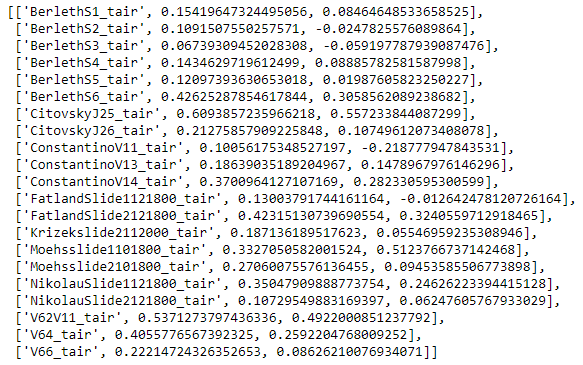 [['BerlethS1_tair', 0.15419647324495056, 0.08464648533658525],
['BerlethS2_tair', 0.1091507550257571, -0.0247825576089864],
['BerlethS3_tair', 0.06739309452028308, -0.059197787939087476],
['BerlethS4_tair', 0.1434629719612499, 0.08885782581587998],
['BerlethS5_tair', 0.12097393630653018, 0.01987605823250227],
['BerlethS6_tair', 0.42625287854617844, 0.3058562089238682],
['CitovskyJ25_tair', 0.6093857235966218, 0.557233844087299],
['CitovskyJ26_tair', 0.21275857909225848, 0.10749612073408078],
['ConstantinoV11_tair', 0.10056175348527197, -0.218777947843531],
['ConstantinoV13_tair', 0.18639035189204967, 0.1478967976146296],
['ConstantinoV14_tair', 0.3700964127107169, 0.282330595300599],
['FatlandSlide1121800_tair', 0.13003791744161164, -0.012642478120726164],
['FatlandSlide2121800_tair', 0.42315130739690554, 0.3240559712918465],
['Krizekslide2112000_tair', 0.187136189517623, 0.05546959235308946],
['Moehsslide1101800_tair', 0.3327050582001524, 0.5123766737142468],
['Moehsslide2101800_tair', 0.27060075576136455, 0.09453585506773898],
['NikolauSlide1121800_tair', 0.35047909888773754, 0.24626223394415128],
['NikolauSlide2121800_tair', 0.10729549883169397, 0.06247605767933029],
['V62V11_tair', 0.5371273797436336, 0.4922000851237792],
['V64_tair', 0.4055776567392325, 0.2592204768009252],
['V66_tair', 0.22214724326352653, 0.08626210076934071]]